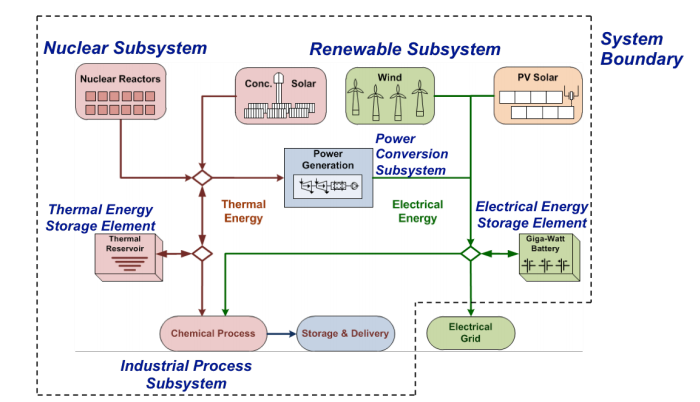 Nuclear Subsystem
Renewable Subsystem
System
Boundary
Nuclear Reactors
Conc. Solar
Wind
PV Solar
Power
Conversion
Subsystem
Power
Generation
Thermal
Energy
Electrical
Energy
Thermal Energy
Storage Element
Electrical Energy
Storage Element
Thermal
Reservoir
Giga-Watt
Battery
Chemical Process
Storage & Delivery
Electrical
Grid
Industrial Process
Subsystem